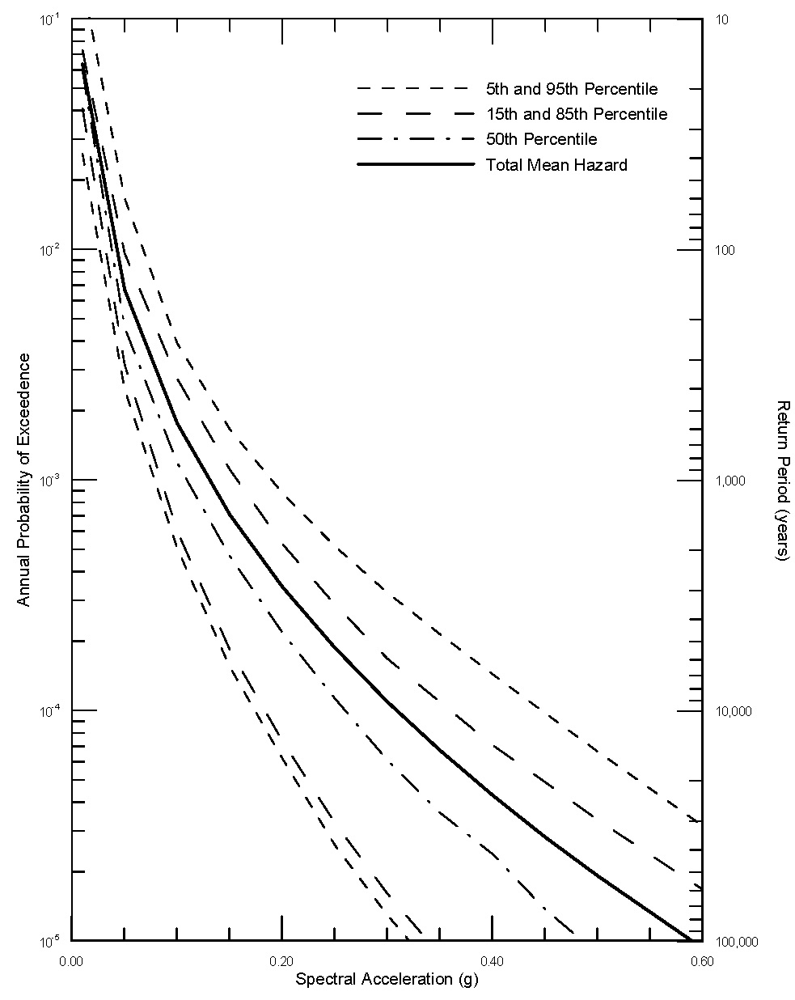 10-1
10
5th and 95th Percentile
15th and 85th Percentile
50th Percentile
Total Mean Hazard
10-2
100
Annual Probability of Exceedence
Return Period (years)
10-3
1,000
10-4
10,000
10-5
100,000
0.00
0.20
0.40
0.60
Spectral Acceleration (g)